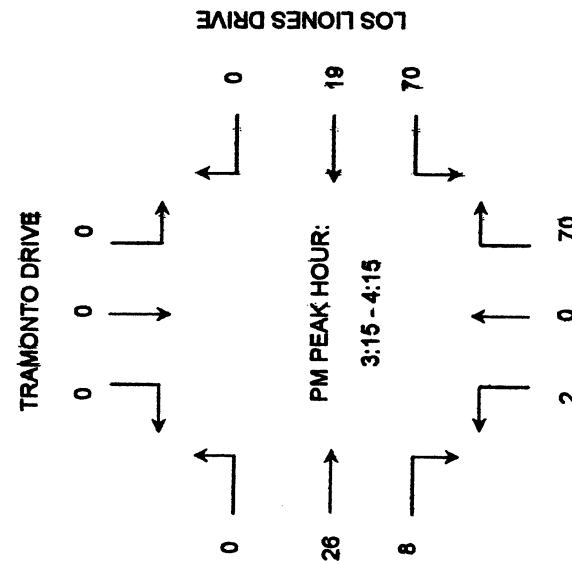 TRAMONTO DRIVE
0 0 0
LOS LIONES DRIVE
0 0
26 19
8 70
PM PEAK HOUR:
3:15 - 4:15
2 0 70